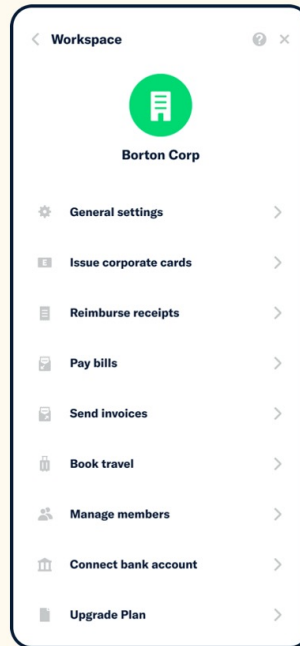 Workspace
Borton Corp
General settings
Issue corporate cards
Reimburse receipts
Pay bills
Send invoices
Book travel
Manage members
Connect bank account
Upgrade Plan